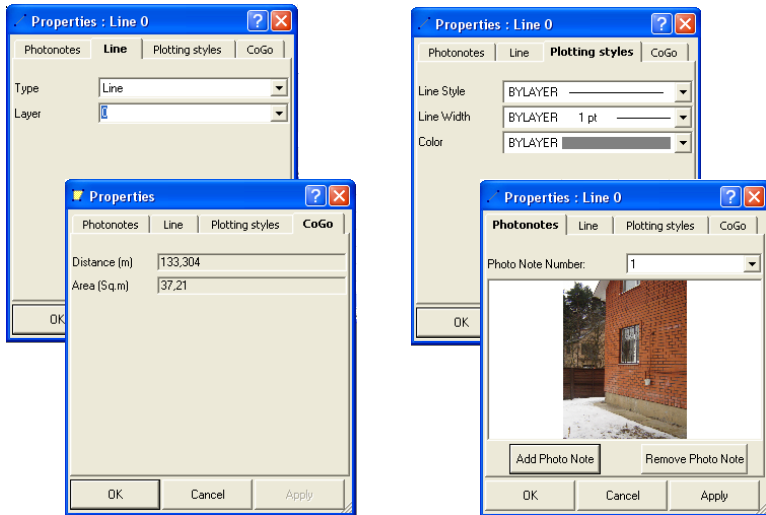 Properties : Line 0
Photonotes Line Plotting styles CoGo
Type Line
Layer 0
OK
Properties
Photonotes Line Plotting styles CoGo
Distance (m) 133,304
Area (Sq.m) 37,21
OK Cancel Apply
Properties : Line 0
Photonotes Line Plotting styles CoGo
Line Style BYLAYER
Line Width BYLAYER 1 pt
Color BYLAYER
OK
Properties : Line 0
Photonotes Line Plotting styles CoGo
Photo Note Number: 1
Add Photo Note Remove Photo Note
OK Cancel Apply